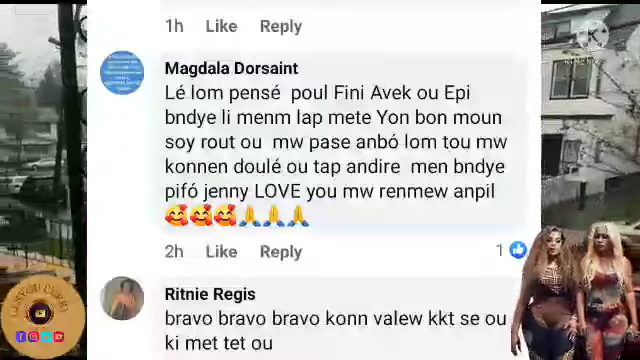 1h Like Reply
Magdala Dorsaint
Lé lom pensé poul Fini Avek ou Epi
bndye li menm lap mete Yon bon moun
soy rout ou mw pase anbó lom tou mw
konnen doulé ou tap andire men bndye
pifó jenny LOVE you mw renmew anpil
🥰🥰🥰🙏🙏🙏
2h Like Reply 1
Ritnie Regis
bravo bravo bravo konn valew kkt se ou
ki met tet ou